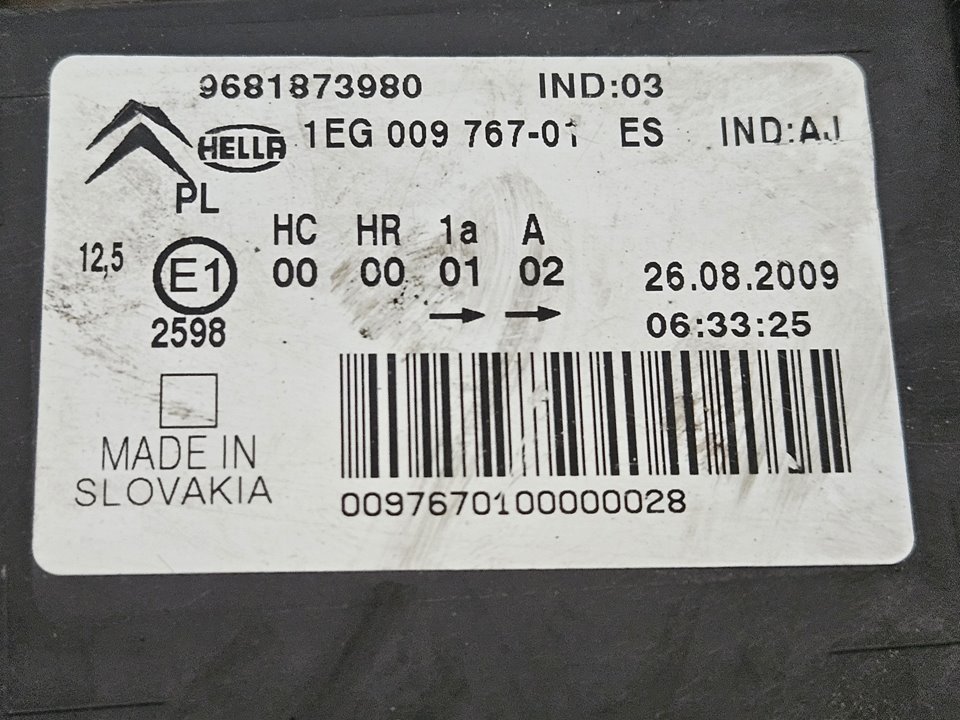 9681873980 IND:03
HELLA 1EG 009 767-01 ES IND:AJ
PL
HC HR 1a A
12,5 E1 00 00 01 02 26.08.2009
2598 06:33:25
MADE IN
SLOVAKIA
0097670100000028